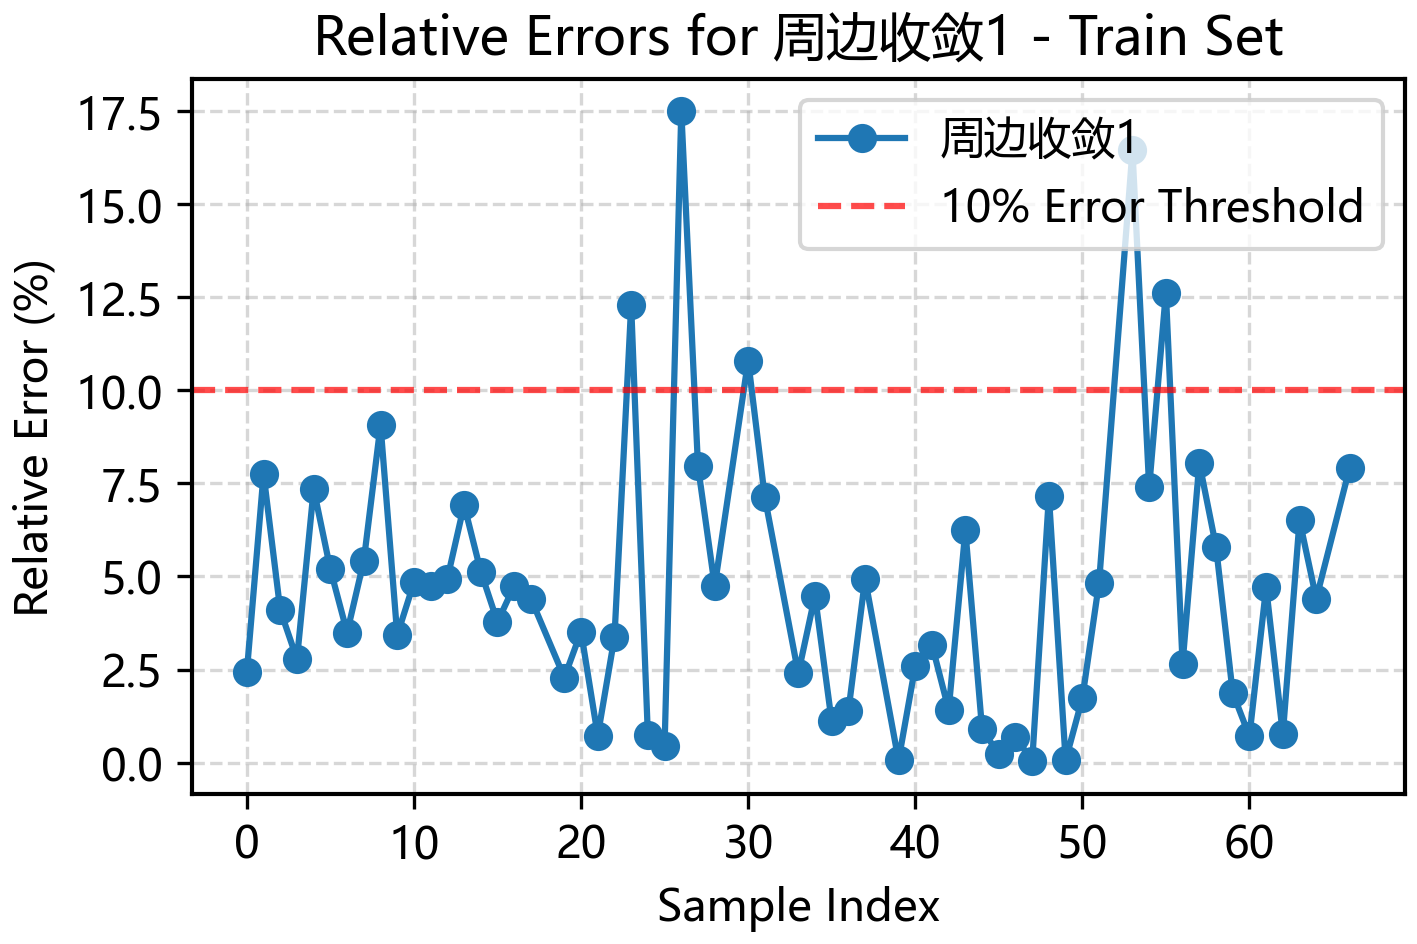 Relative Errors for 周边收敛1 - Train Set
周边收敛1
10% Error Threshold
Relative Error (%)
17.5
15.0
12.5
10.0
7.5
5.0
2.5
0.0
0 10 20 30 40 50 60
Sample Index